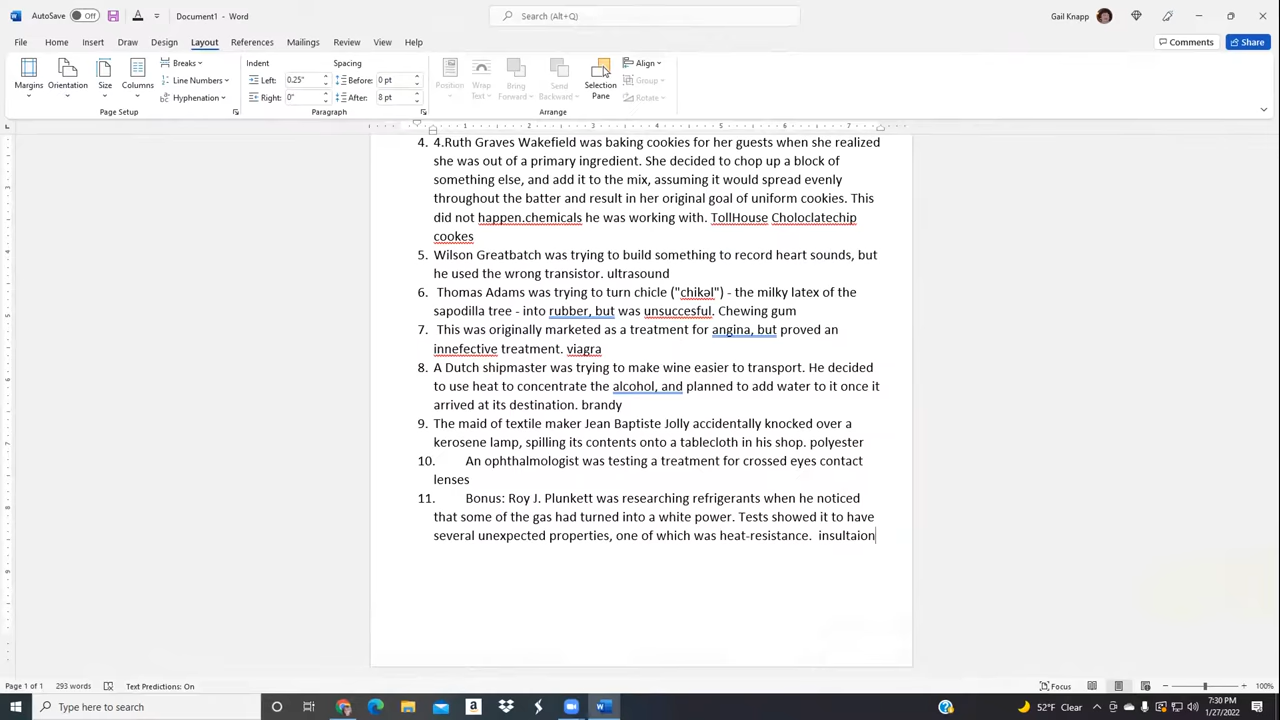 AutoSave Off Document1 - Word Search (Alt+Q) Gail Knapp
File Home Insert Draw Design Layout References Mailings Review View Help Comments Share
Margins Orientation Size Columns Breaks Line Numbers Hyphenation Indent Left: 0.25" Right: 0" Spacing Before: 0 pt After: 8 pt Position Wrap Text Bring Forward Send Backward Selection Pane Align Group Rotate
Page Setup Paragraph Arrange
1 2 3 4 5 6 7
4. 4.Ruth Graves Wakefield was baking cookies for her guests when she realized
she was out of a primary ingredient. She decided to chop up a block of
something else, and add it to the mix, assuming it would spread evenly
throughout the batter and result in her original goal of uniform cookies. This
did not happen.chemicals he was working with. TollHouse Choloclatechip
cookes
5. Wilson Greatbatch was trying to build something to record heart sounds, but
he used the wrong transistor. ultrasound
6. Thomas Adams was trying to turn chicle ("chikəl") - the milky latex of the
sapodilla tree - into rubber, but was unsuccesful. Chewing gum
7. This was originally marketed as a treatment for angina, but proved an
innefective treatment. viagra
8. A Dutch shipmaster was trying to make wine easier to transport. He decided
to use heat to concentrate the alcohol, and planned to add water to it once it
arrived at its destination. brandy
9. The maid of textile maker Jean Baptiste Jolly accidentally knocked over a
kerosene lamp, spilling its contents onto a tablecloth in his shop. polyester
10. An ophthalmologist was testing a treatment for crossed eyes contact
lenses
11. Bonus: Roy J. Plunkett was researching refrigerants when he noticed
that some of the gas had turned into a white power. Tests showed it to have
several unexpected properties, one of which was heat-resistance. insultaion
Page 1 of 1 293 words Text Predictions: On Focus 100%
Type here to search 52°F Clear 7:30 PM
1/27/2022